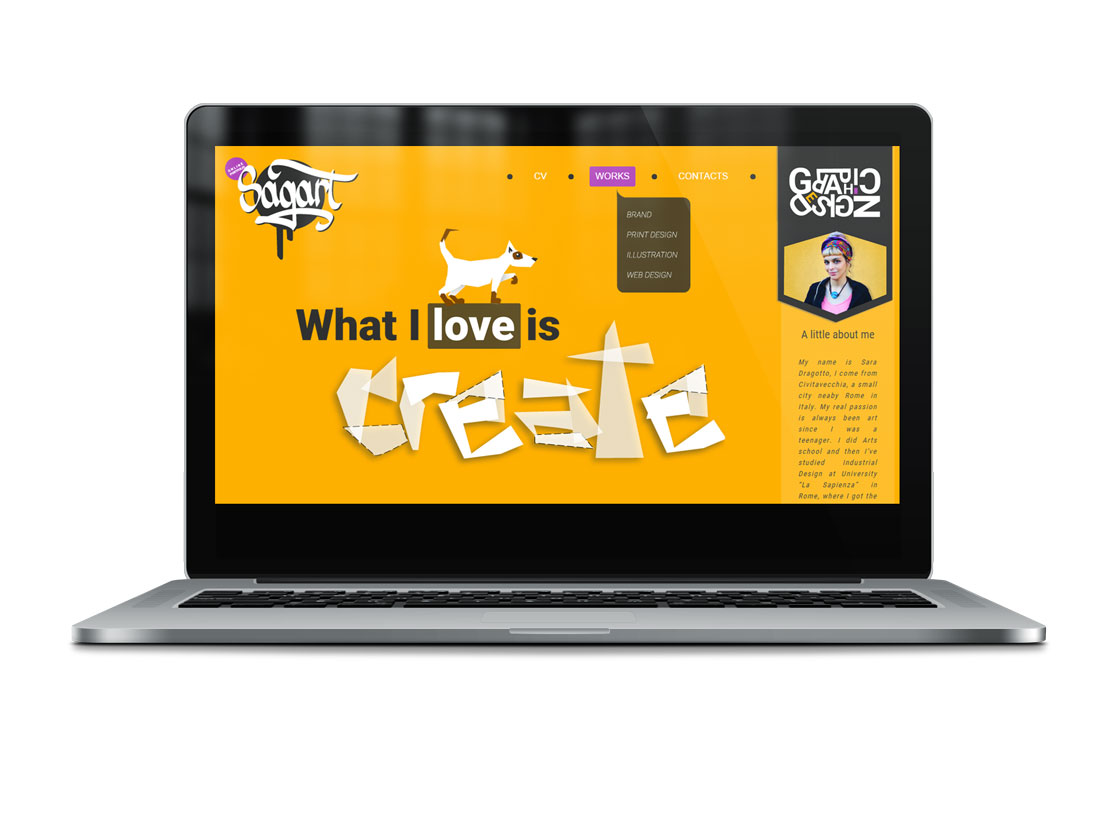 ONLINE
Sagart
CV
WORKS
CONTACTS
BRAND
PRINT DESIGN
ILLUSTRATION
WEB DESIGN
GRAPHIC
DESIGN
What I love is
create
A little about me
My name is Sara
Dragotto, I come from
Civitavecchia, a small
city neaby Rome in
Italy. My real passion
is always been art
since I was a
teenager. I did Arts
school and then I've
studied Industrial
Design at University
"La Sapienza" in
Rome, where I got the